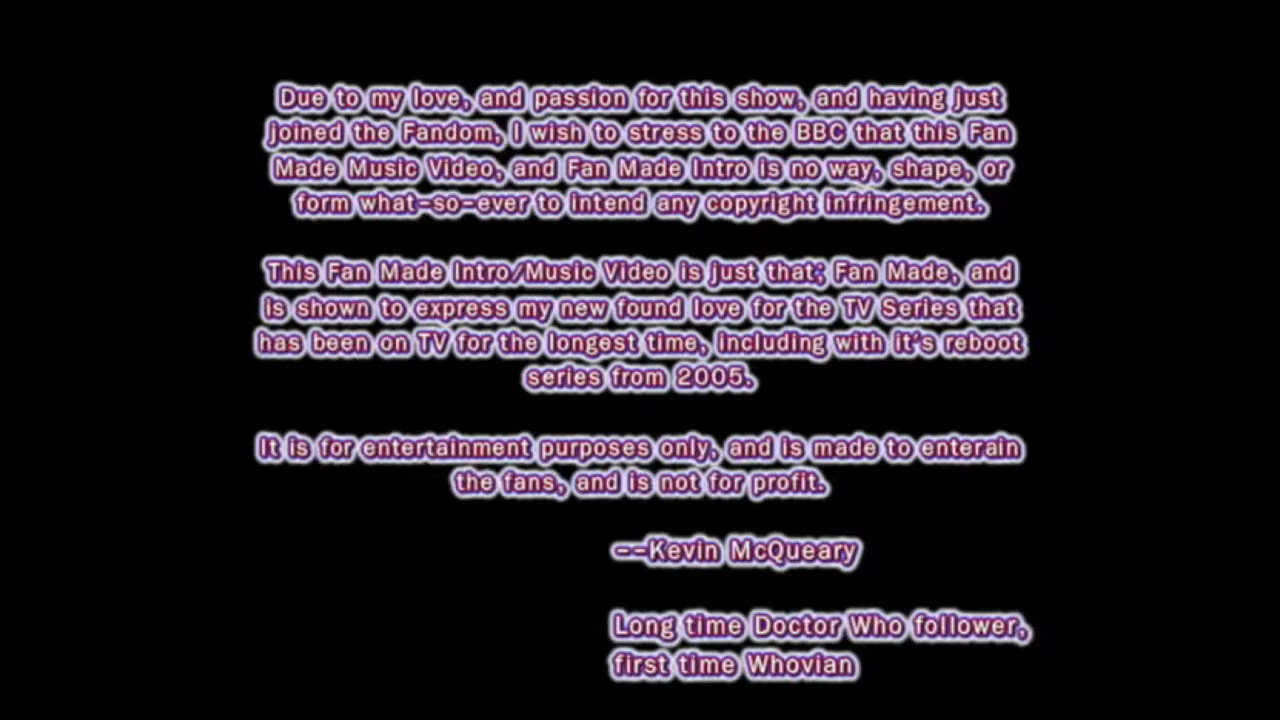 Due to my love, and passion for this show, and having just
joined the Fandom, I wish to stress to the BBC that this Fan
Made Music Video, and Fan Made Intro is no way, shape, or
form what-so-ever to intend any copyright infringement.
This Fan Made Intro/Music Video is just that; Fan Made, and
is shown to express my new found love for the TV Series that
has been on TV for the longest time, including with it's reboot
series from 2005.
It is for entertainment purposes only, and is made to enterain
the fans, and is not for profit.
--Kevin McQueary
Long time Doctor Who follower,
first time Whovian